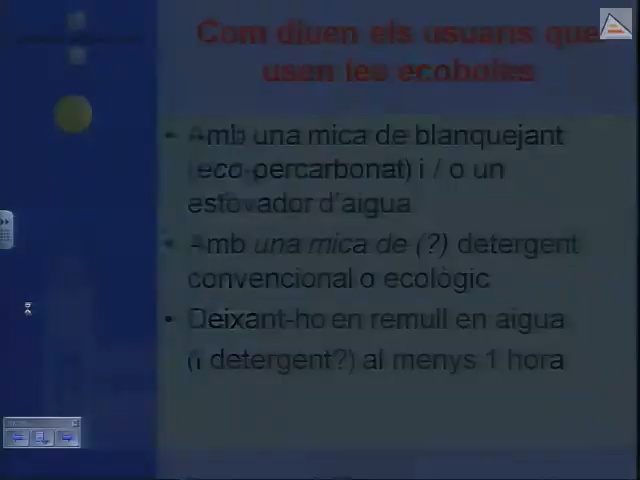 Com diuen els usuaris que
usen les ecoboles
• Amb una mica de blanquejant
(eco-percarbonat) i / o un
estovador d'aigua
• Amb una mica de (?) detergent
convencional o ecològic
• Deixant-ho en remull en aigua
(i detergent?) al menys 1 hora